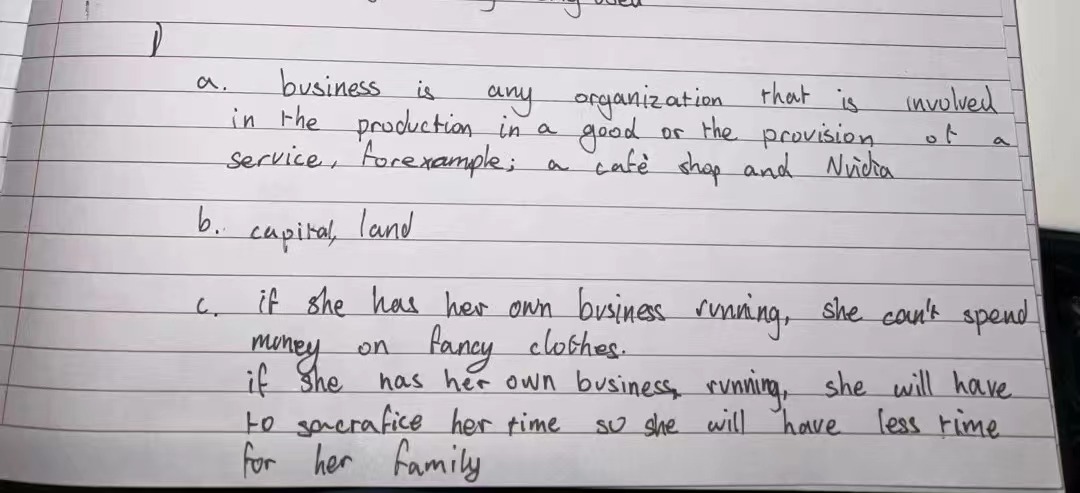 1)
a. business is any organization that is involved
in the production in a good or the provision of a
service, forexample; a cafè shop and Nvidia
b. capital, land
c. if she has her own business running, she can't spend
money on fancy clothes.
if she has her own business, running, she will have
to sacrafice her time so she will have less time
for her family